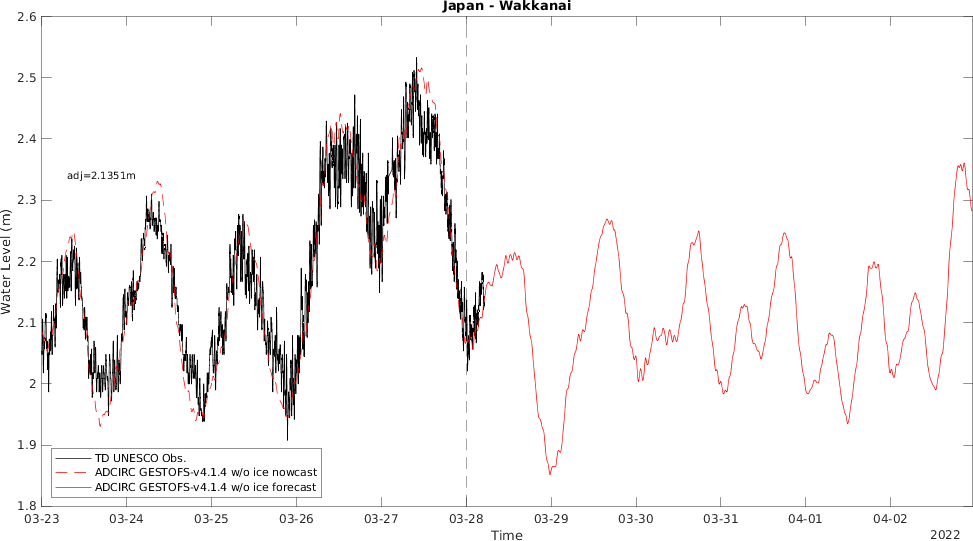 Japan - Wakkanai
Water Level (m)
2.6
2.5
2.4
2.3
2.2
2.1
2
1.9
1.8
adj=2.1351m
TD UNESCO Obs.
ADCIRC GESTOFS-v4.1.4 w/o ice nowcast
ADCIRC GESTOFS-v4.1.4 w/o ice forecast
03-23 03-24 03-25 03-26 03-27 03-28 03-29 03-30 03-31 04-01 04-02
Time
2022